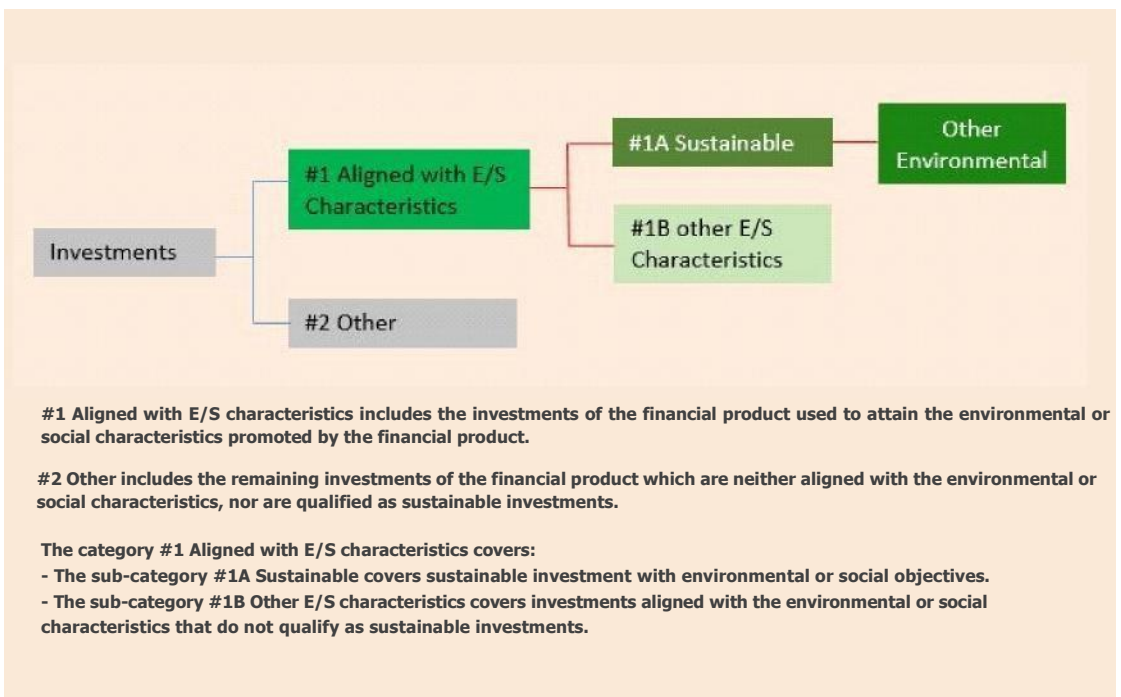 Other
Environmental
#1A Sustainable
#1 Aligned with E/S
Characteristics
#1B other E/S
Characteristics
Investments
#2 Other
#1 Aligned with E/S characteristics includes the investments of the financial product used to attain the environmental or
social characteristics promoted by the financial product.
#2 Other includes the remaining investments of the financial product which are neither aligned with the environmental or
social characteristics, nor are qualified as sustainable investments.
The category #1 Aligned with E/S characteristics covers:
- The sub-category #1A Sustainable covers sustainable investment with environmental or social objectives.
- The sub-category #1B Other E/S characteristics covers investments aligned with the environmental or social
characteristics that do not qualify as sustainable investments.